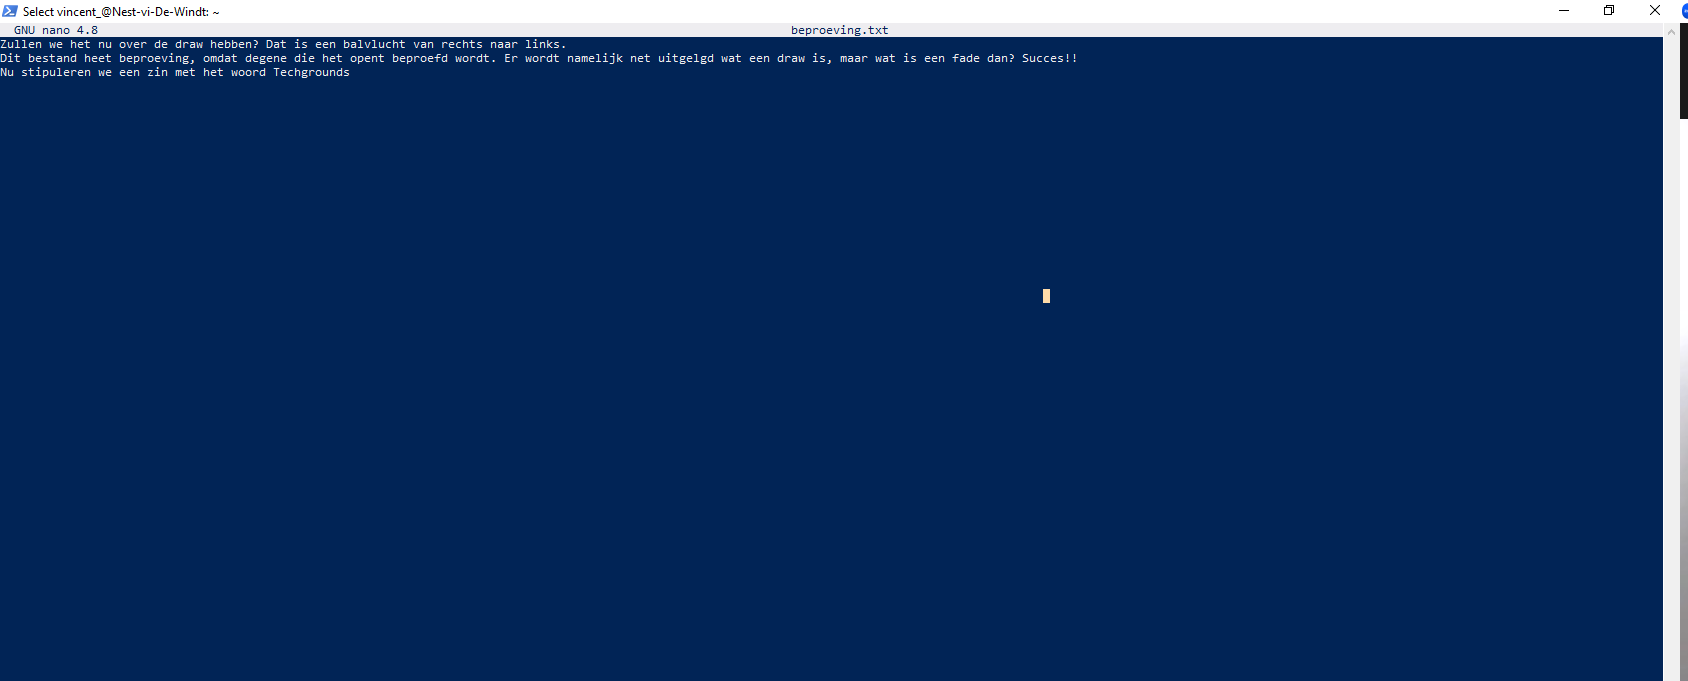 Select vincent_@Nest-vi-De-Windt: ~
GNU nano 4.8 beproeving.txt
Zullen we het nu over de draw hebben? Dat is een balvlucht van rechts naar links.
Dit bestand heet beproeving, omdat degene die het opent beproefd wordt. Er wordt namelijk net uitgelgd wat een draw is, maar wat is een fade dan? Succes!!
Nu stipuleren we een zin met het woord Techgrounds